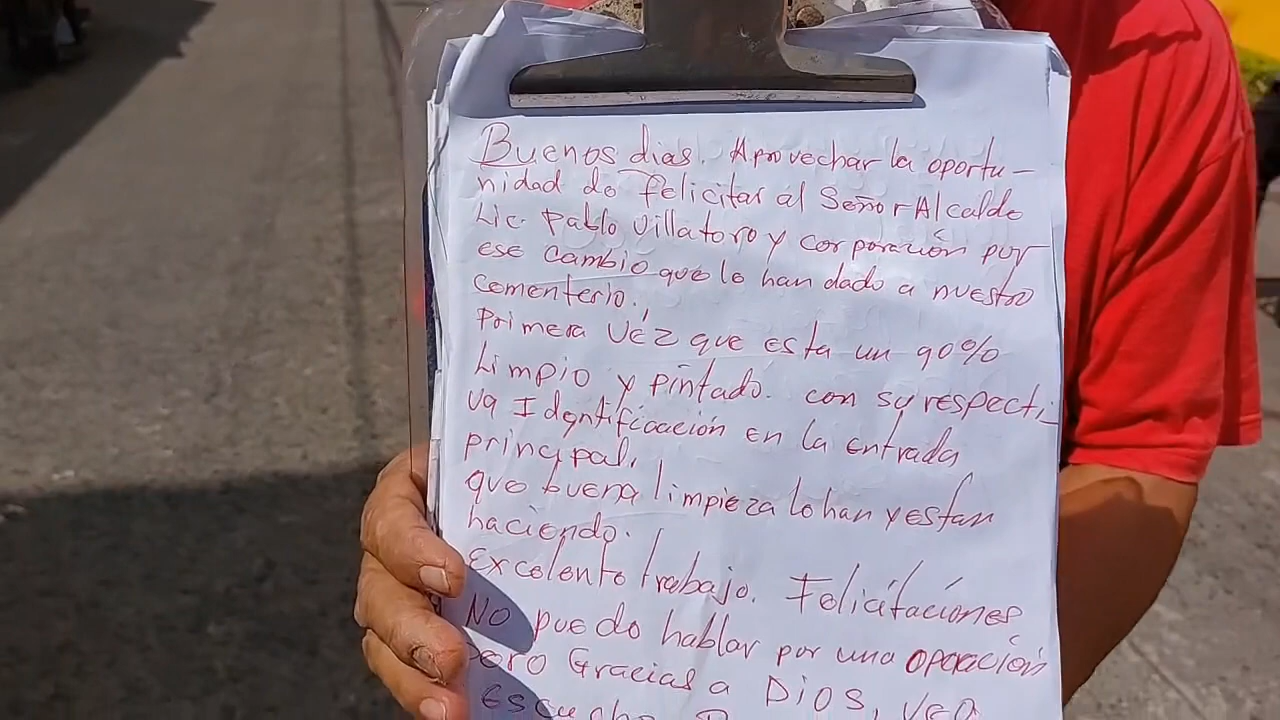 Buenos dias. Aprovechar la oportu-
nidad de felicitar al Señor Alcalde
Lic. Pablo Villatoro y corporación por
ese cambio que le han dado a nuestro
cementerio.
Primera vez que esta un 90%
Limpio y pintado. con su respecti
va Identificación en la entrada
principal.
que buena limpieza lo han y estan
haciendo.
Excelente trabajo. Felicitaciones
No puedo hablar por una operación
pero Gracias a Dios, veo
Escucho